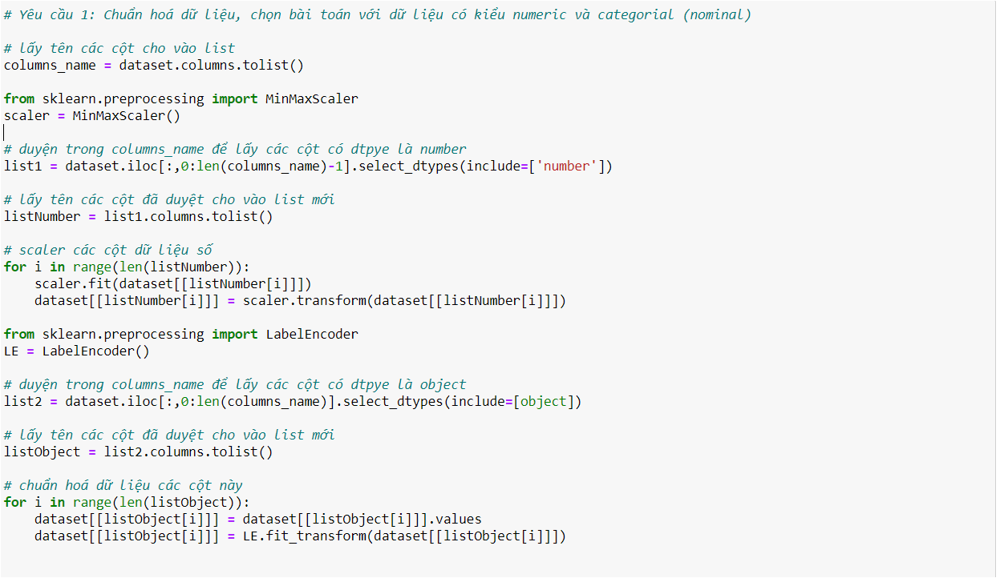 # Yêu cầu 1: Chuẩn hoá dữ liệu, chọn bài toán với dữ liệu có kiểu numeric và categorial (nominal)
# lấy tên các cột cho vào list
columns_name = dataset.columns.tolist()
from sklearn.preprocessing import MinMaxScaler
scaler = MinMaxScaler()
# duyện trong columns_name để lấy các cột có dtpye là number
list1 = dataset.iloc[:,0:len(columns_name)-1].select_dtypes(include=['number'])
# lấy tên các cột đã duyệt cho vào list mới
listNumber = list1.columns.tolist()
# scaler các cột dữ liệu số
for i in range(len(listNumber)):
    scaler.fit(dataset[[listNumber[i]]])
    dataset[[listNumber[i]]] = scaler.transform(dataset[[listNumber[i]]])
from sklearn.preprocessing import LabelEncoder
LE = LabelEncoder()
# duyện trong columns_name để lấy các cột có dtpye là object
list2 = dataset.iloc[:,0:len(columns_name)].select_dtypes(include=[object])
# lấy tên các cột đã duyệt cho vào list mới
listObject = list2.columns.tolist()
# chuẩn hoá dữ liệu các cột này
for i in range(len(listObject)):
    dataset[[listObject[i]]] = dataset[[listObject[i]]].values
    dataset[[listObject[i]]] = LE.fit_transform(dataset[[listObject[i]]])